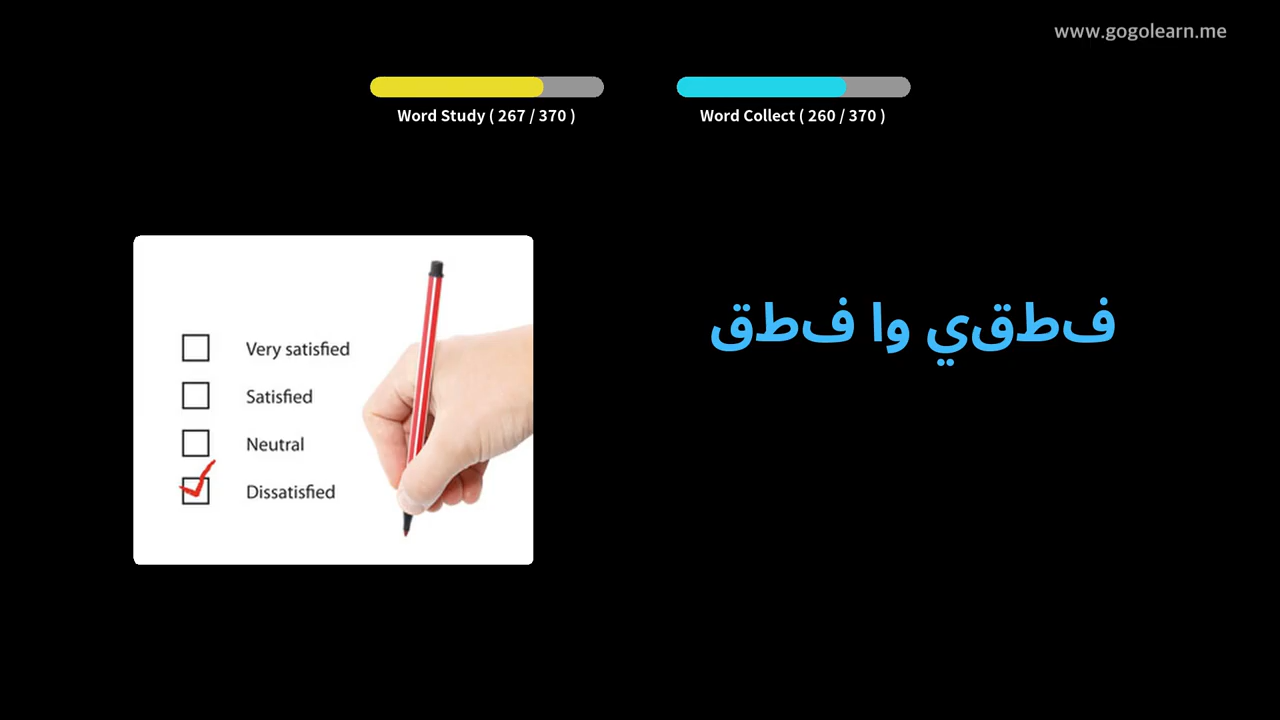 www.gogolearn.me
Word Study ( 267 / 370 )
Word Collect ( 260 / 370 )
فطقي وا فطق
Very satisfied
Satisfied
Neutral
Dissatisfied